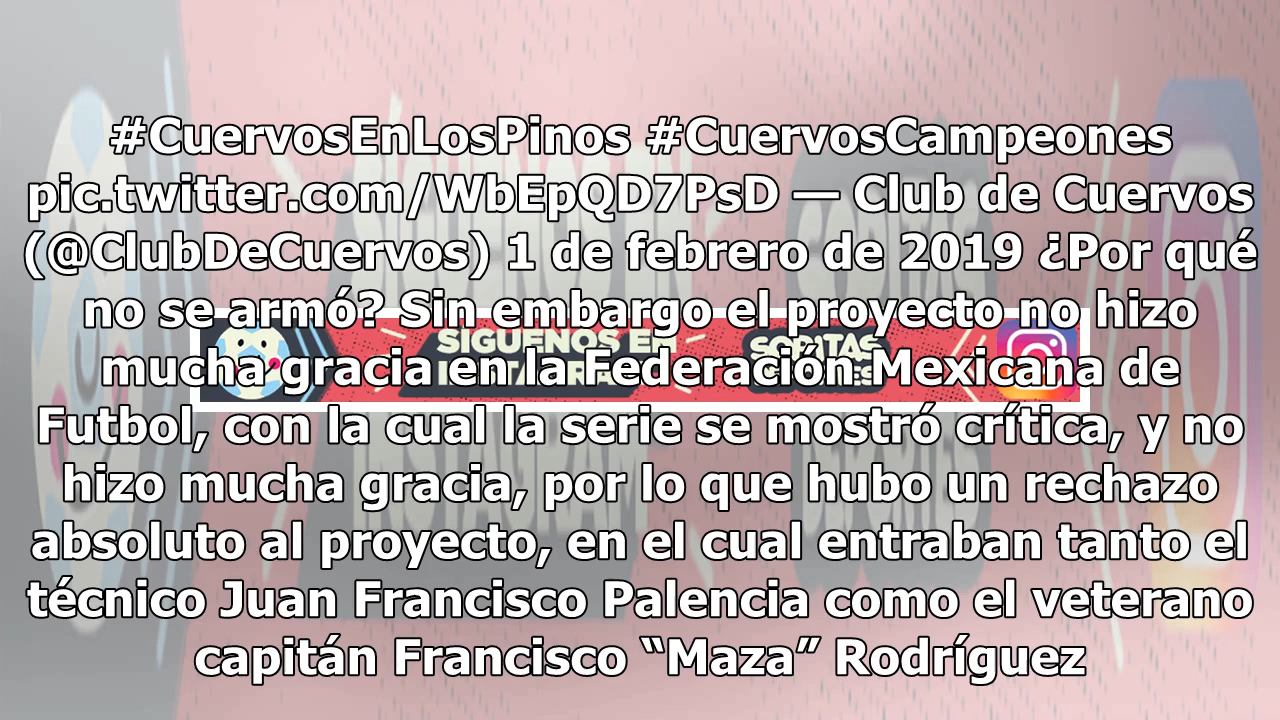 #CuervosEnLosPinos #CuervosCampeones
pic.twitter.com/WbEpQD7PsD — Club de Cuervos
(@ClubDeCuervos) 1 de febrero de 2019 ¿Por qué
no se armó? Sin embargo el proyecto no hizo
mucha gracia en la Federación Mexicana de
Futbol, con la cual la serie se mostró crítica, y no
hizo mucha gracia, por lo que hubo un rechazo
absoluto al proyecto, en el cual entraban tanto el
técnico Juan Francisco Palencia como el veterano
capitán Francisco “Maza” Rodríguez
SÍGUENOS EN
SOPITAS